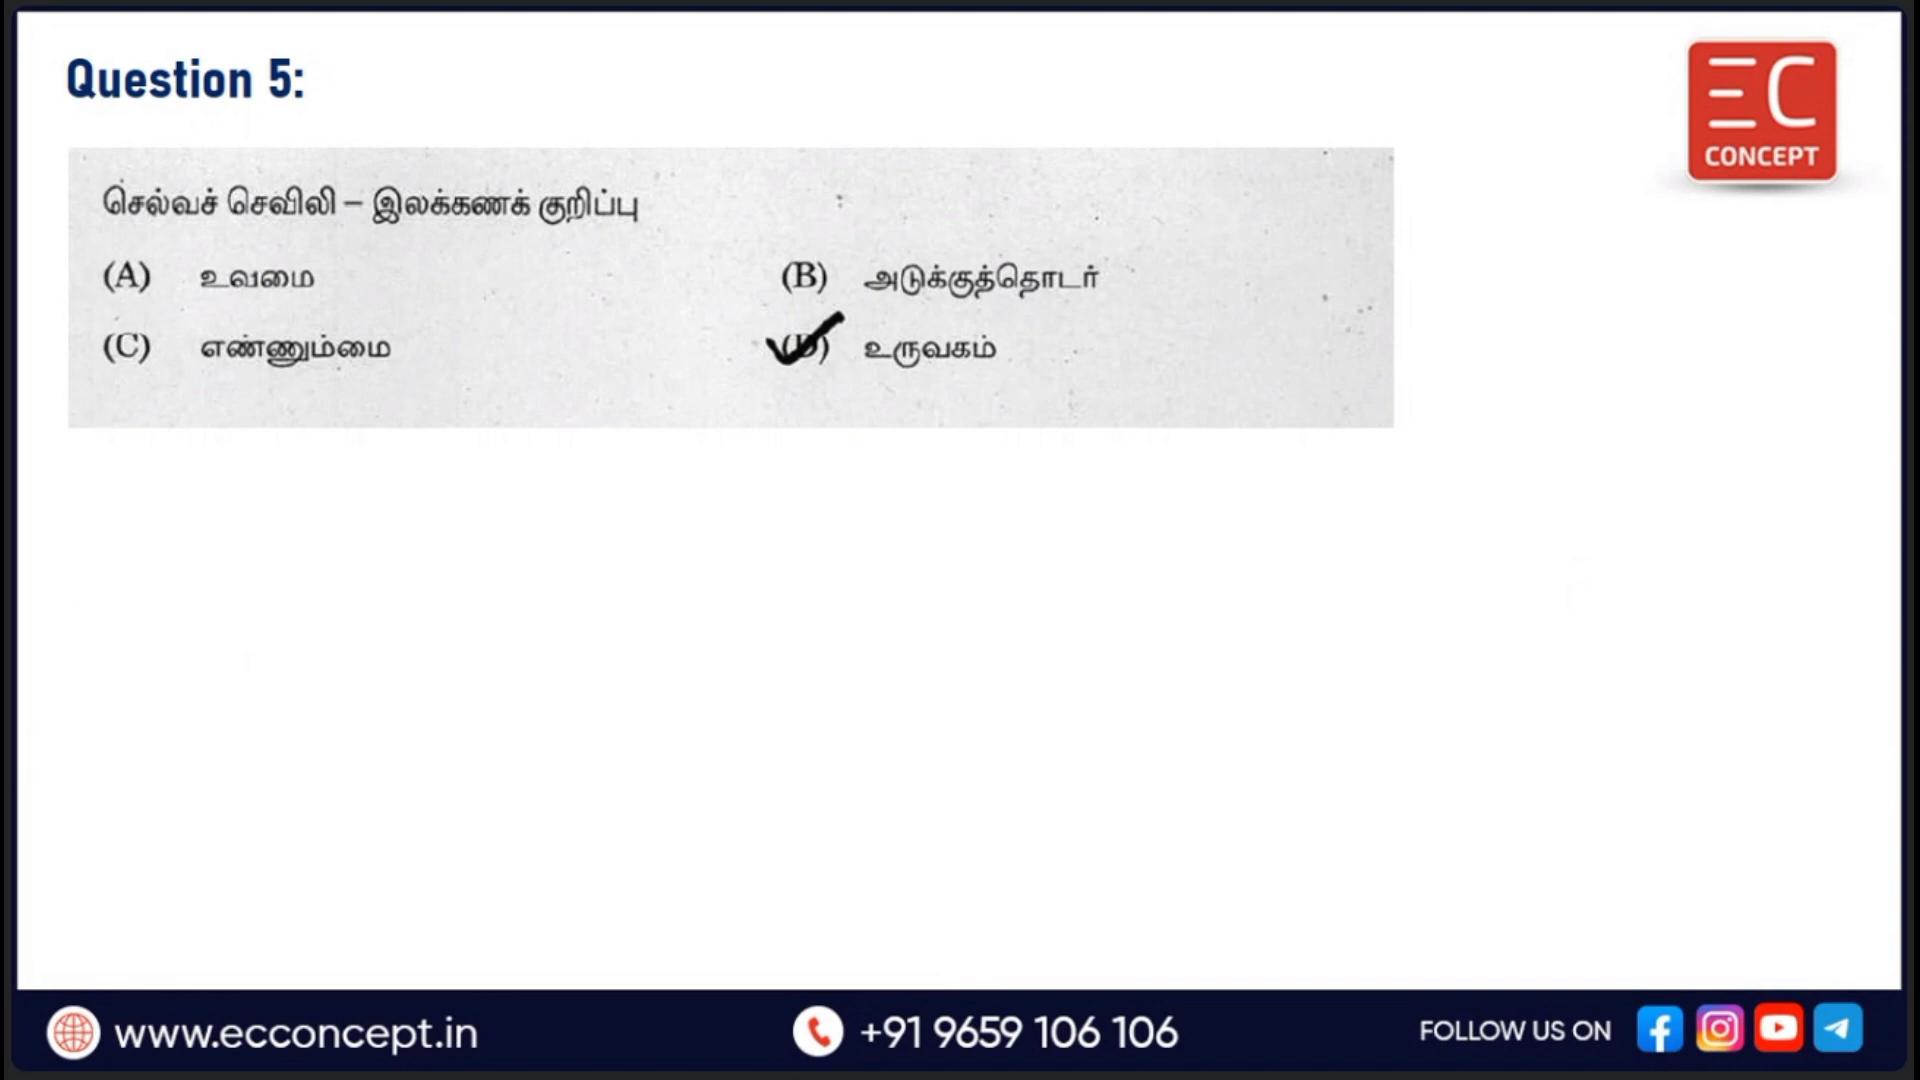 Question 5:
EC
CONCEPT
செல்வச் செவிலி – இலக்கணக் குறிப்பு
(A) உவமை (B) அடுக்குத்தொடர்
(C) எண்ணும்மை (D) உருவகம்
www.ecconcept.in +91 9659 106 106 FOLLOW US ON